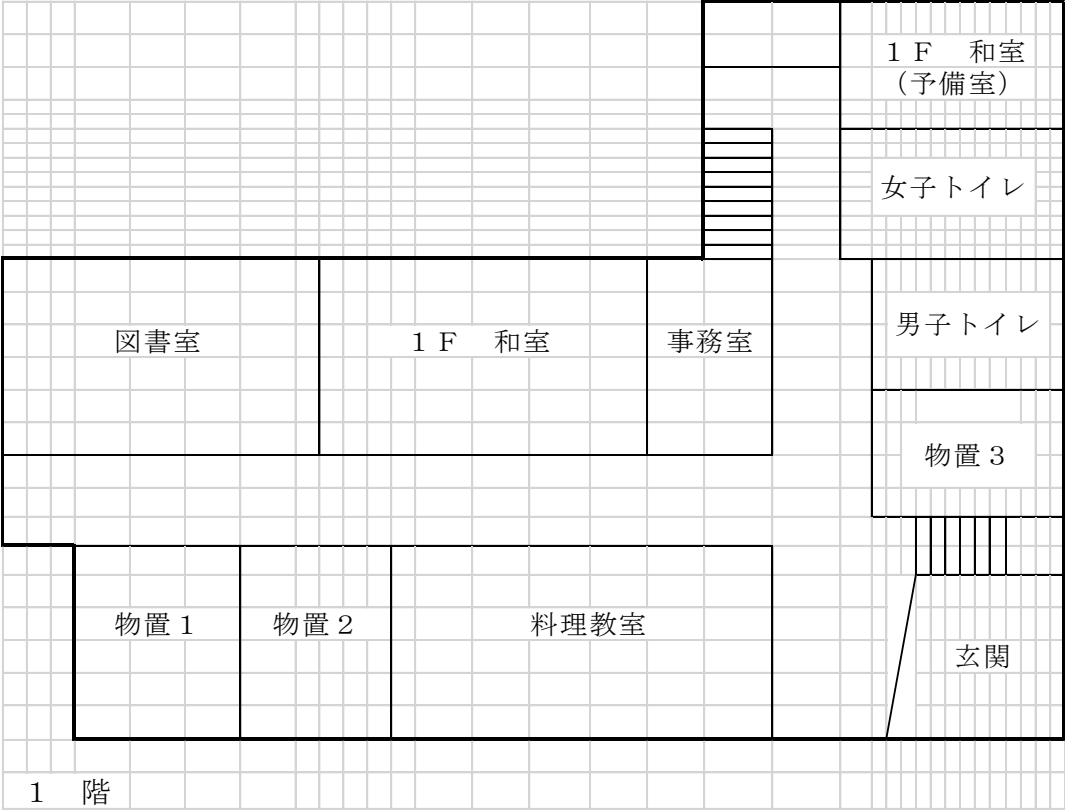 １Ｆ　和室
（予備室）
女子トイレ
男子トイレ
図書室
１Ｆ　和室
事務室
物置３
物置１
物置２
料理教室
玄関
１　階